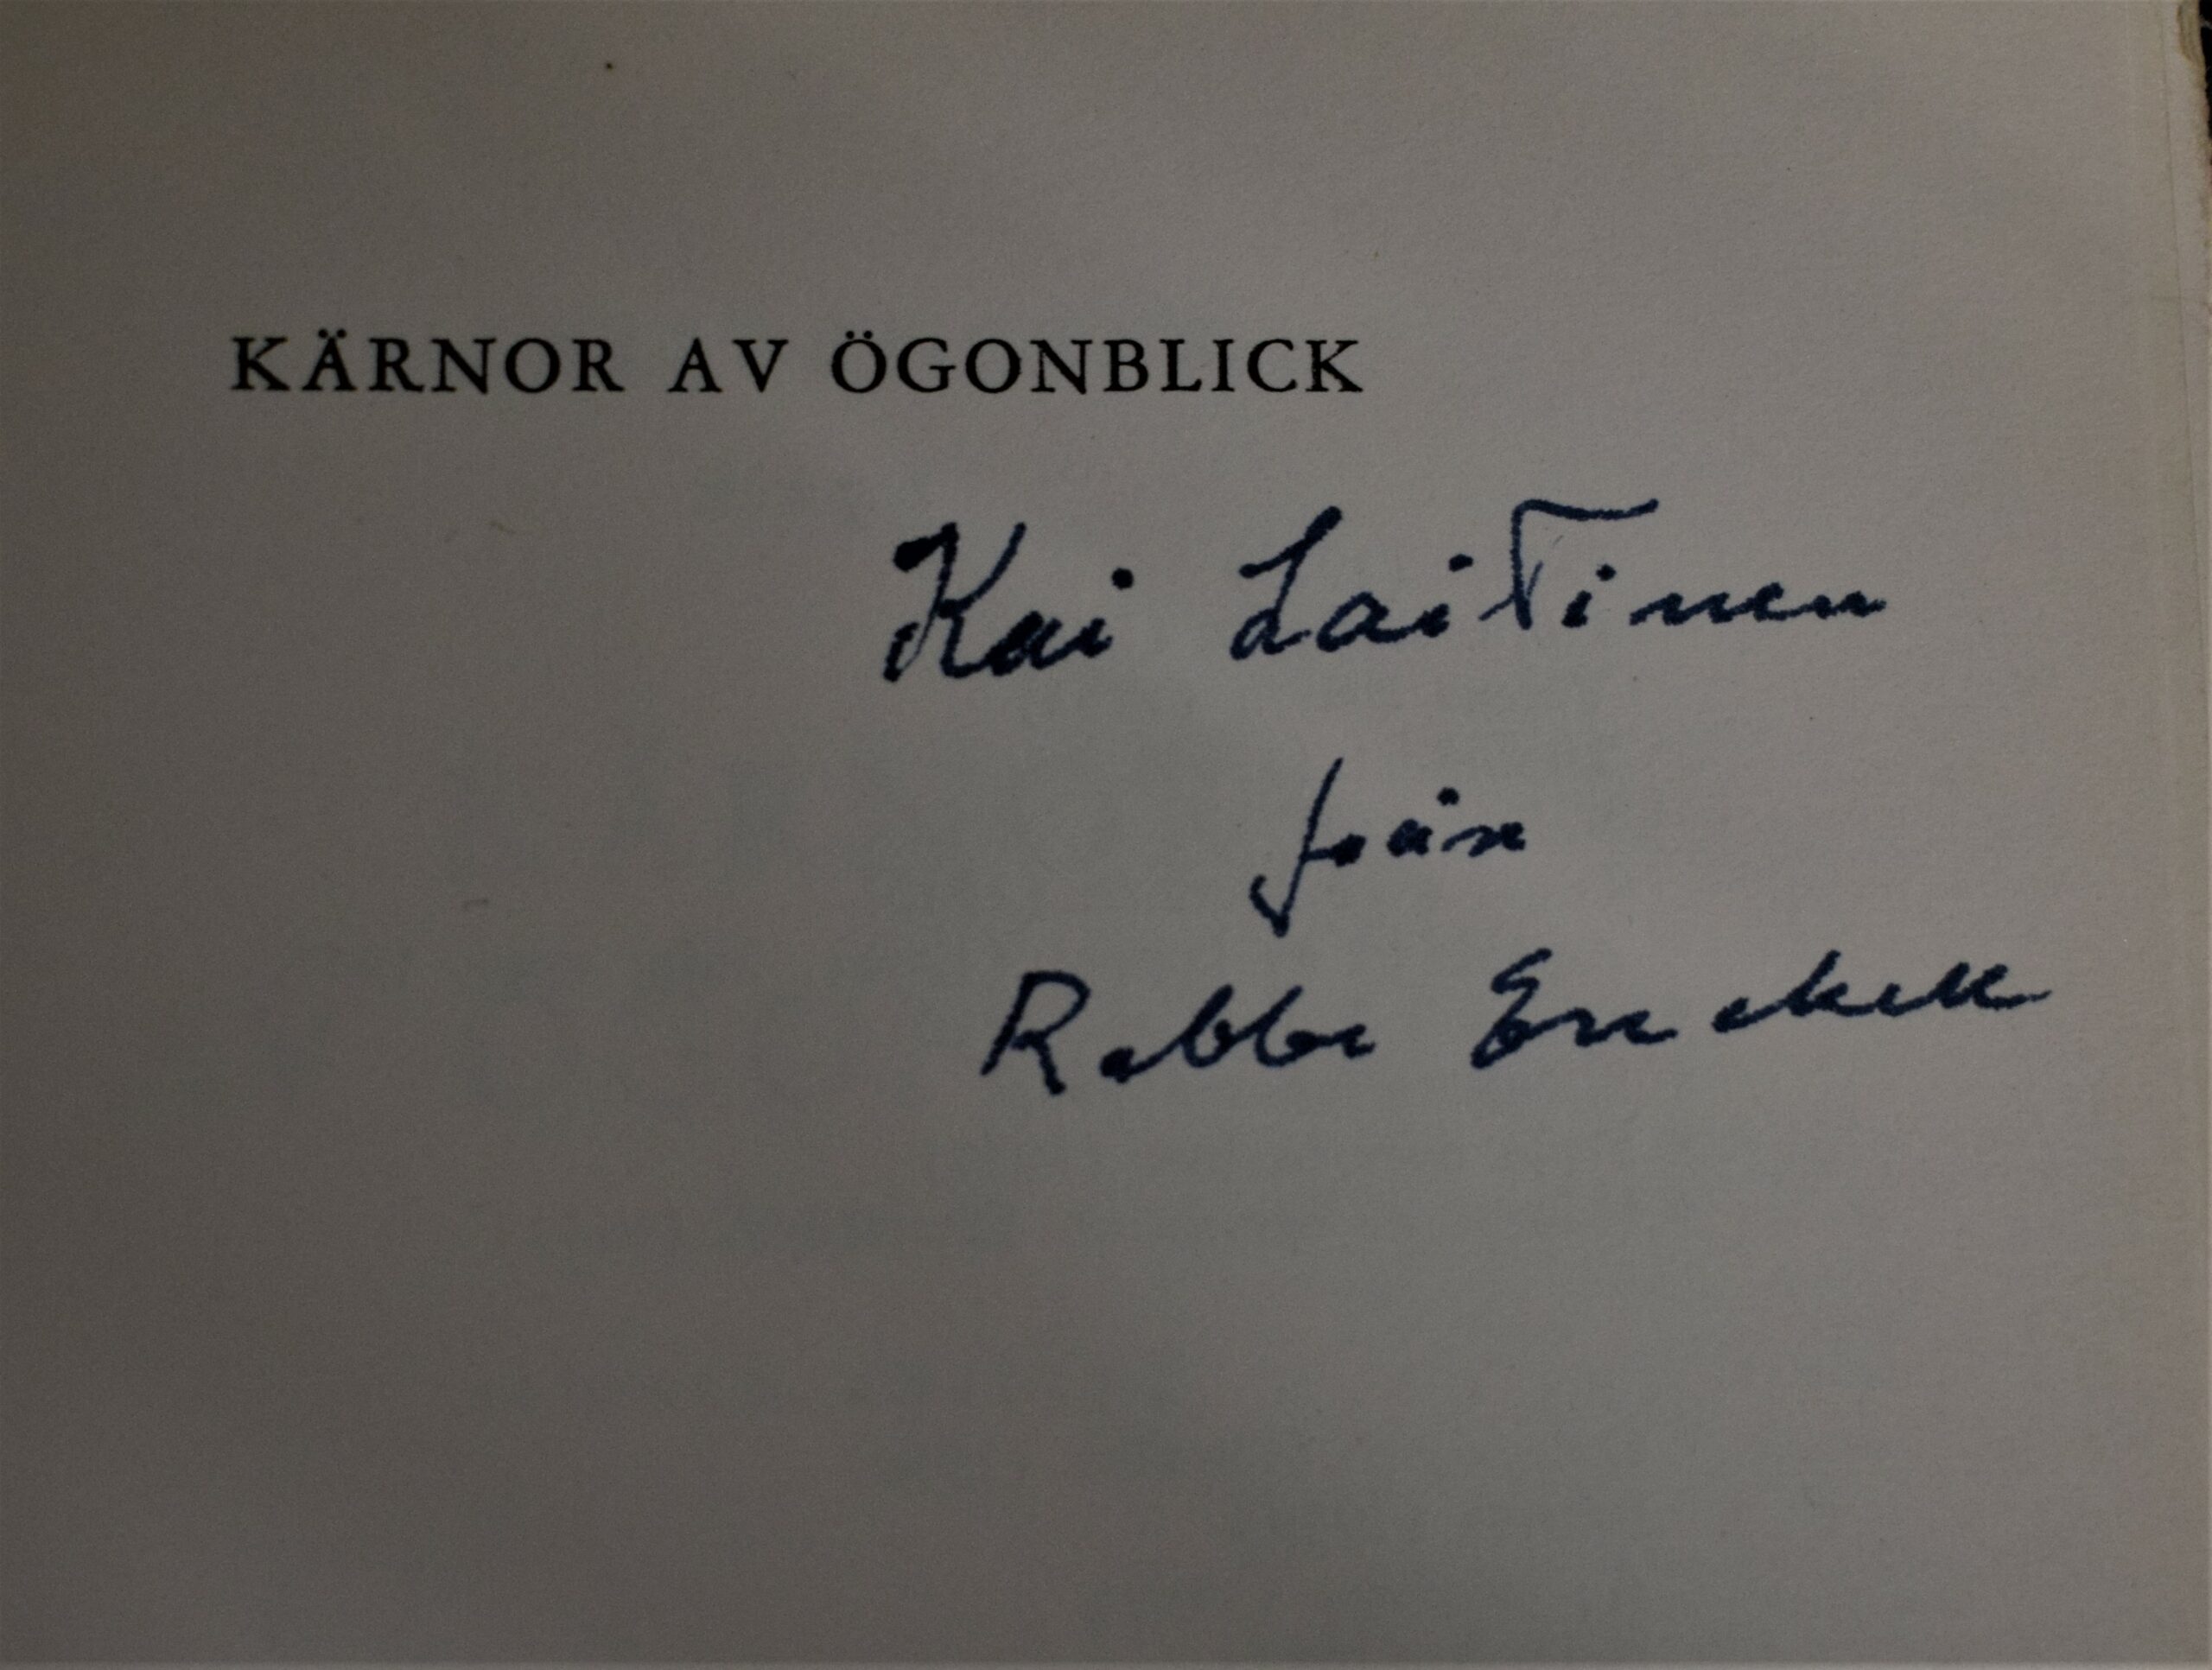 KÄRNOR AV ÖGONBLICK
Kai Laitinen
från
Rabbe Enckell